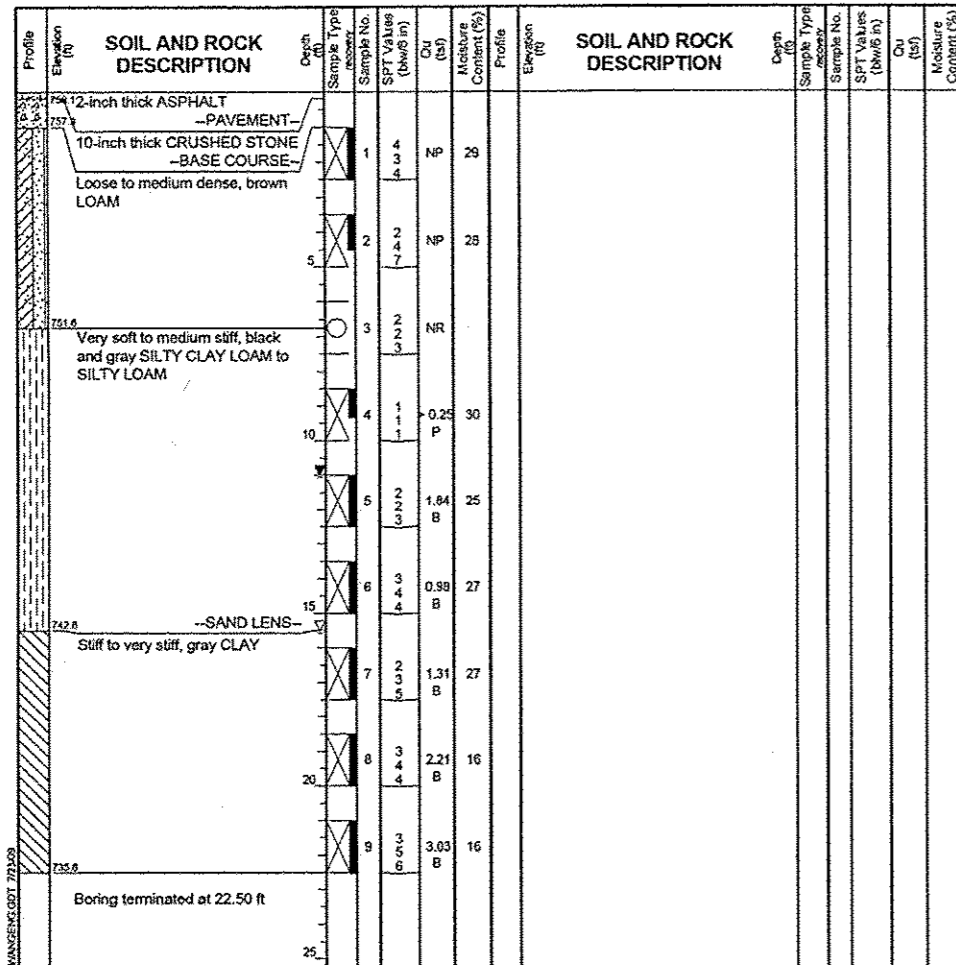 Profile
Elevation (ft)
SOIL AND ROCK DESCRIPTION
Depth (ft)
Sample Type recovery
Sample No.
SPT Values (blw/6 in)
Qu (tsf)
Moisture Content (%)
Profile
Elevation (ft)
SOIL AND ROCK DESCRIPTION
Depth (ft)
Sample Type recovery
Sample No.
SPT Values (blw/6 in)
Qu (tsf)
Moisture Content (%)
2-inch thick ASPHALT
--PAVEMENT--
10-inch thick CRUSHED STONE
--BASE COURSE--
1 4 3 4 NP 29
Loose to medium dense, brown
LOAM
2 2 4 7 NP 28
5
751.6
3 2 2 3 NR
Very soft to medium stiff, black
and gray SILTY CLAY LOAM to
SILTY LOAM
4 1 1 1 0.25 P 30
10
5 2 2 3 1.64 B 25
6 3 4 4 0.98 B 27
15
742.8 --SAND LENS--
Stiff to very stiff, gray CLAY
7 2 3 5 1.31 B 27
8 3 4 4 2.21 B 16
20
9 3 5 6 3.03 B 16
735.6
Boring terminated at 22.50 ft
25
WANGENG.GDT 7/23/09